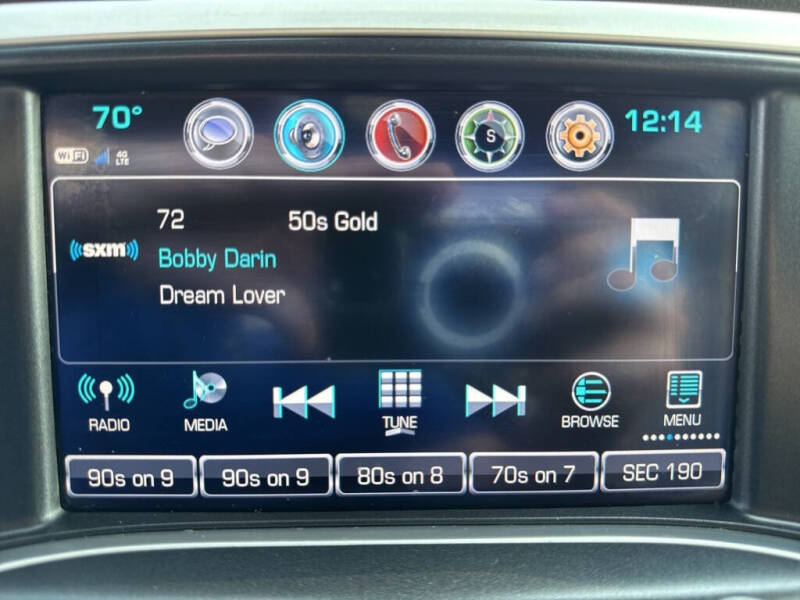 70° S 12:14
WiFi 4G LTE
72 50s Gold
sxm
Bobby Darin
Dream Lover
RADIO MEDIA TUNE BROWSE MENU
90s on 9 90s on 9 80s on 8 70s on 7 SEC 190